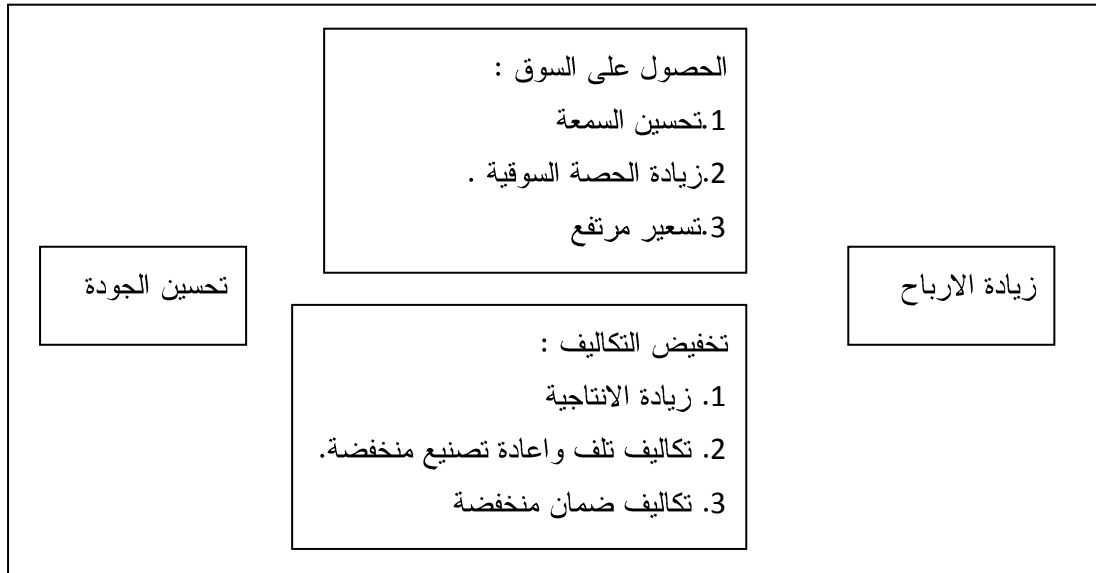 الحصول على السوق :
1.تحسين السمعة
2.زيادة الحصة السوقية .
3.تسعير مرتفع
زيادة الارباح
تحسين الجودة
تخفيض التكاليف :
1. زيادة الانتاجية
2. تكاليف تلف واعادة تصنيع منخفضة.
3. تكاليف ضمان منخفضة